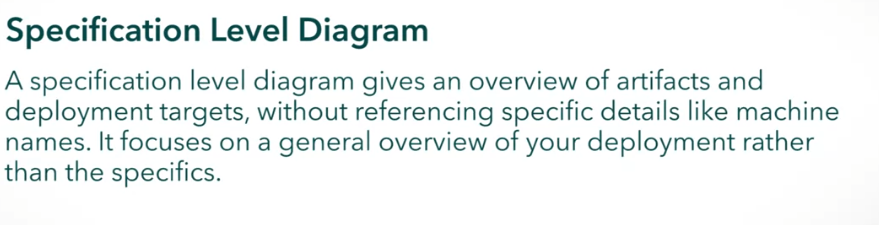 Specification Level Diagram
A specification level diagram gives an overview of artifacts and
deployment targets, without referencing specific details like machine
names. It focuses on a general overview of your deployment rather
than the specifics.